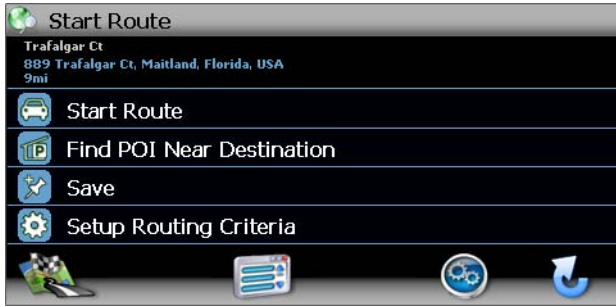 Start Route
Trafalgar Ct
889 Trafalgar Ct, Maitland, Florida, USA
9mi
Start Route
P
Find POI Near Destination
Save
Setup Routing Criteria